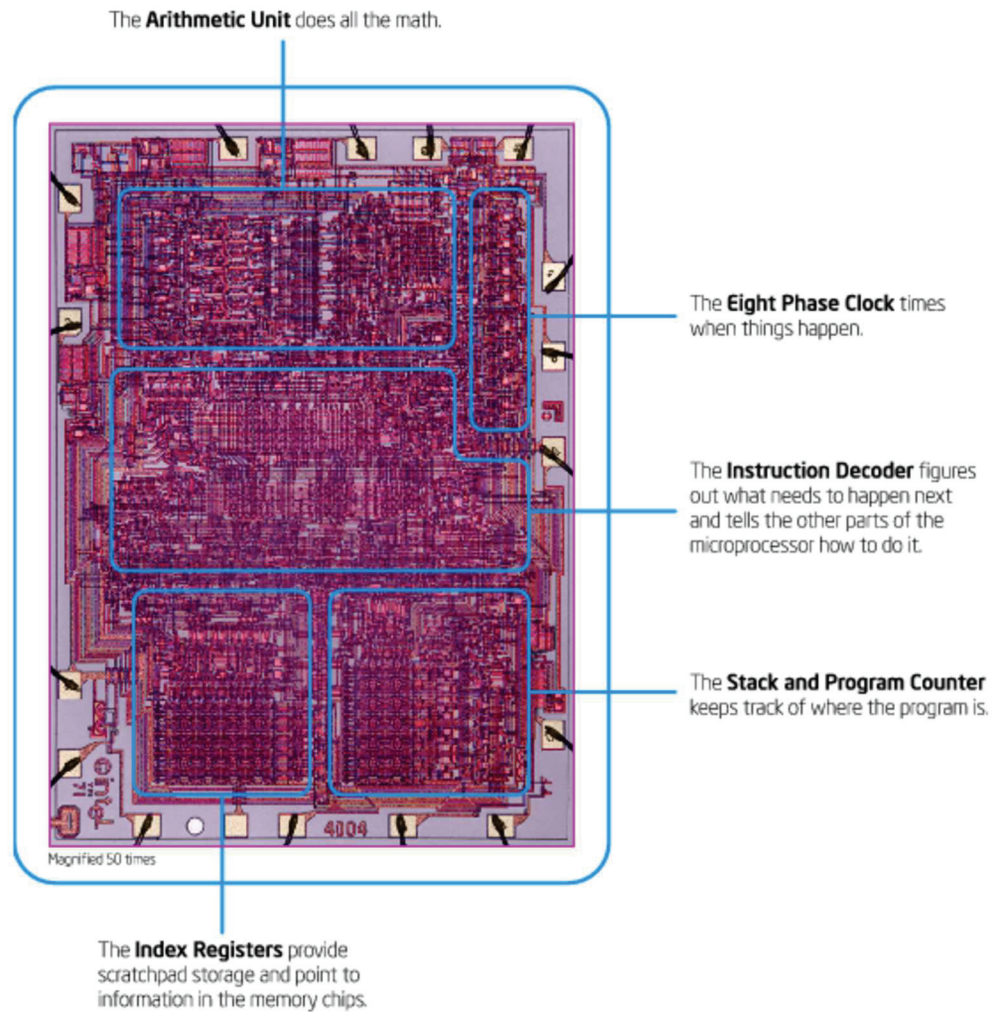 The Arithmetic Unit does all the math.
The Eight Phase Clock times
when things happen.
The Instruction Decoder figures
out what needs to happen next
and tells the other parts of the
microprocessor how to do it.
The Stack and Program Counter
keeps track of where the program is.
intel
71
4004
Magnified 50 times
The Index Registers provide
scratchpad storage and point to
information in the memory chips.